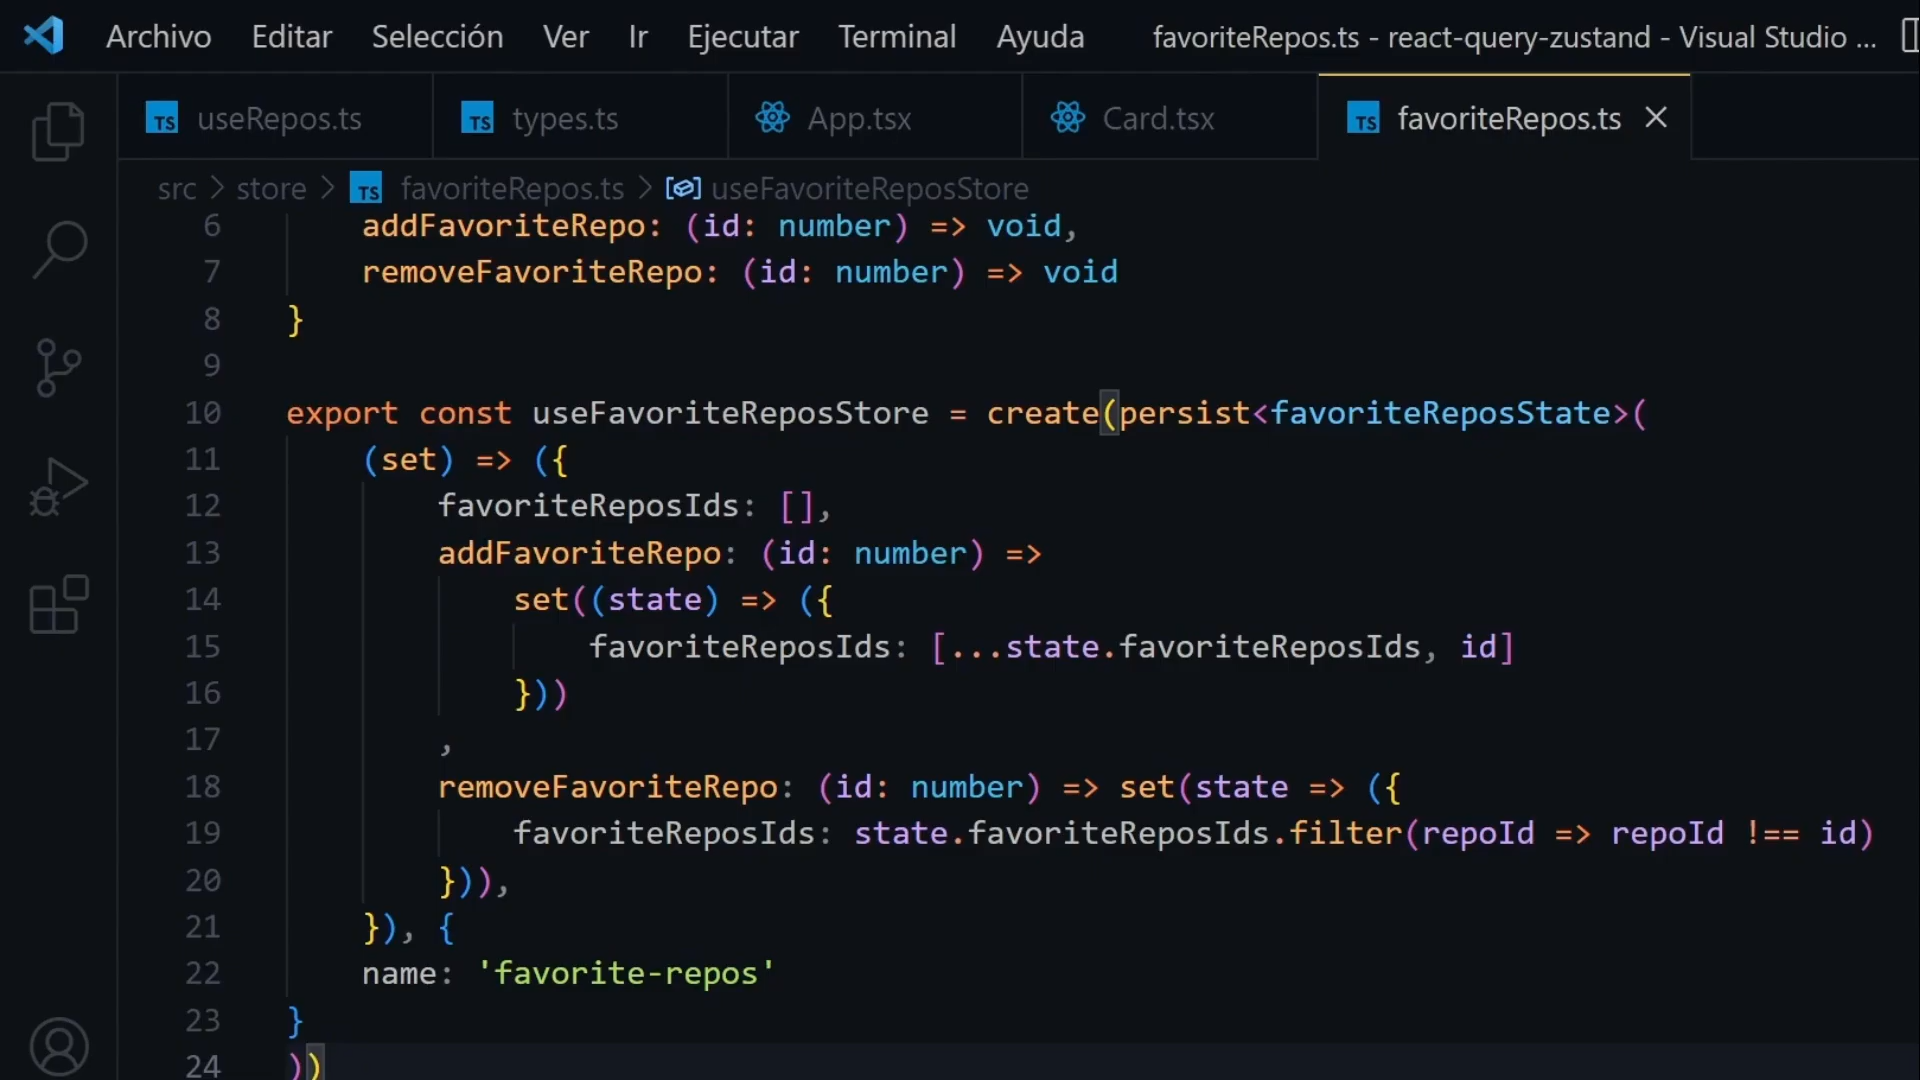 Archivo Editar Selección Ver Ir Ejecutar Terminal Ayuda favoriteRepos.ts - react-query-zustand - Visual Studio ...
TS useRepos.ts TS types.ts App.tsx Card.tsx TS favoriteRepos.ts
src > store > TS favoriteRepos.ts > useFavoriteReposStore
6 addFavoriteRepo: (id: number) => void,
7 removeFavoriteRepo: (id: number) => void
8 }
9
10 export const useFavoriteReposStore = create(persist<favoriteReposState>(
11 (set) => ({
12 favoriteReposIds: [],
13 addFavoriteRepo: (id: number) =>
14 set((state) => ({
15 favoriteReposIds: [...state.favoriteReposIds, id]
16 }))
17 ,
18 removeFavoriteRepo: (id: number) => set(state => ({
19 favoriteReposIds: state.favoriteReposIds.filter(repoId => repoId !== id)
20 })),
21 }), {
22 name: 'favorite-repos'
23 }
24 ))